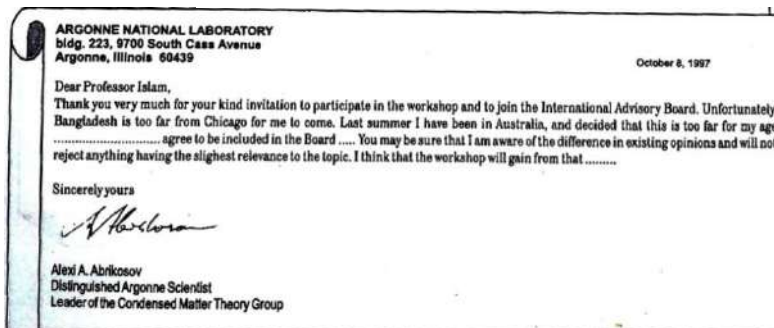 ARGONNE NATIONAL LABORATORY
bldg. 223, 9700 South Cass Avenue
Argonne, Illinois 60439
October 8, 1997
Dear Professor Islam,
Thank you very much for your kind invitation to participate in the workshop and to join the International Advisory Board. Unfortunately
Bangladesh is too far from Chicago for me to come. Last summer I have been in Australia, and decided that this is too far for my age
.............................. agree to be included in the Board ..... You may be sure that I am aware of the difference in existing opinions and will not
reject anything having the slighest relevance to the topic. I think that the workshop will gain from that .........
Sincerely yours
Alexi A. Abrikosov
Distinguished Argonne Scientist
Leader of the Condensed Matter Theory Group